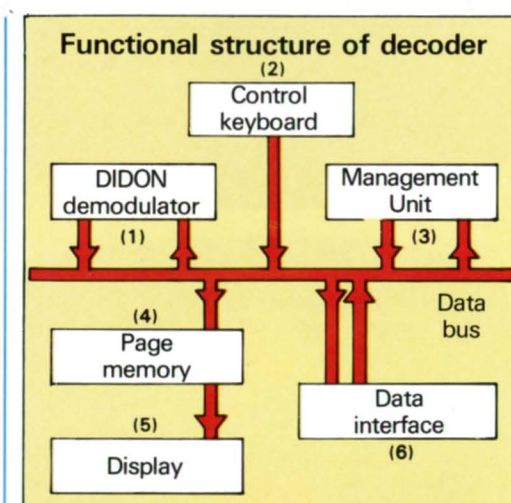 Functional structure of decoder
(2)
Control
keyboard
DIDON
demodulator
(1)
Management
Unit
(3)
Data
bus
(4)
Page
memory
(5)
Display
Data
interface
(6)